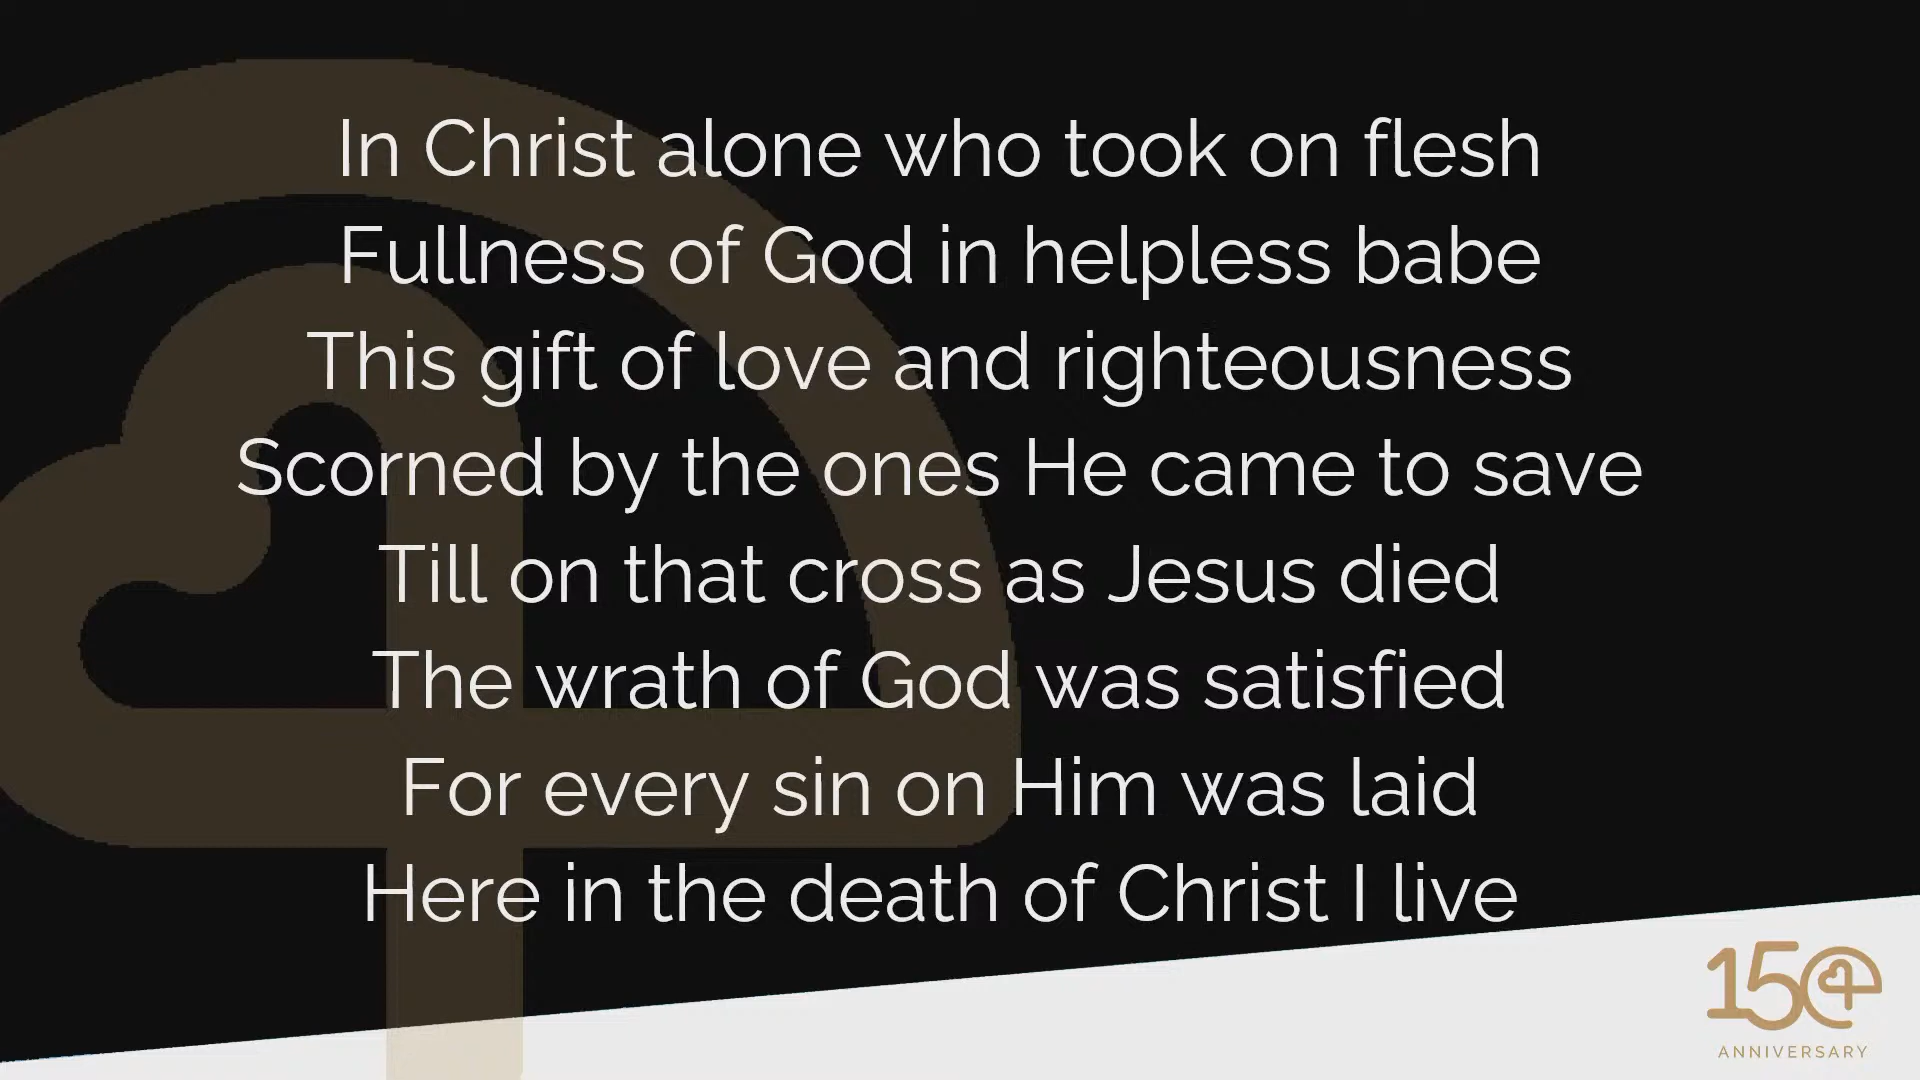 In Christ alone who took on flesh
Fullness of God in helpless babe
This gift of love and righteousness
Scorned by the ones He came to save
Till on that cross as Jesus died
The wrath of God was satisfied
For every sin on Him was laid
Here in the death of Christ I live
150
ANNIVERSARY